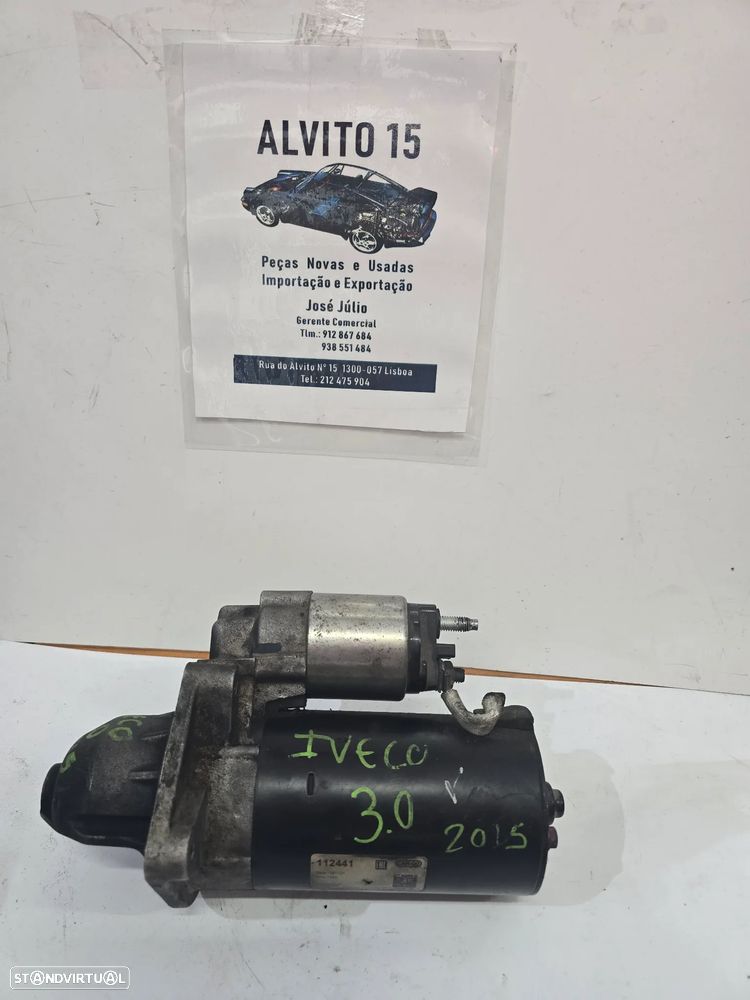 ALVITO 15
Peças Novas e Usadas
Importação e Exportação
José Júlio
Gerente Comercial
Tlm.: 912 867 684
938 551 484
Rua do Alvito Nº 15 1300-057 Lisboa
Tel.: 212 475 904
IVECO
3.0
2015
112441
CARGO
STANDVIRTUAL